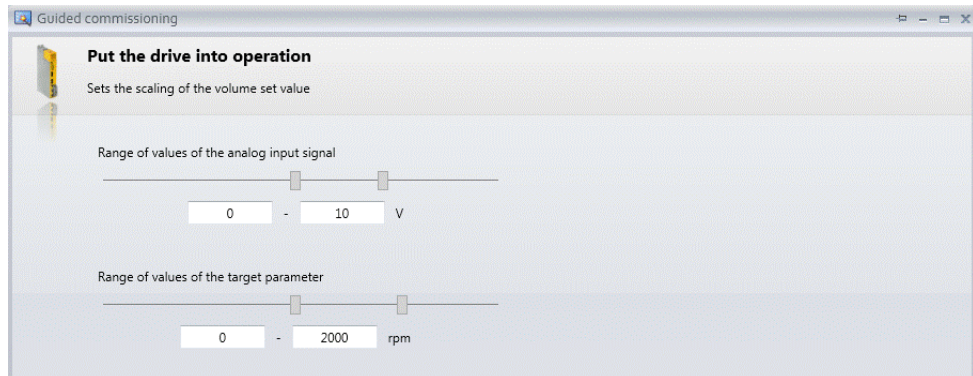 Guided commissioning
Put the drive into operation
Sets the scaling of the volume set value
Range of values of the analog input signal
0 - 10 V
Range of values of the target parameter
0 - 2000 rpm